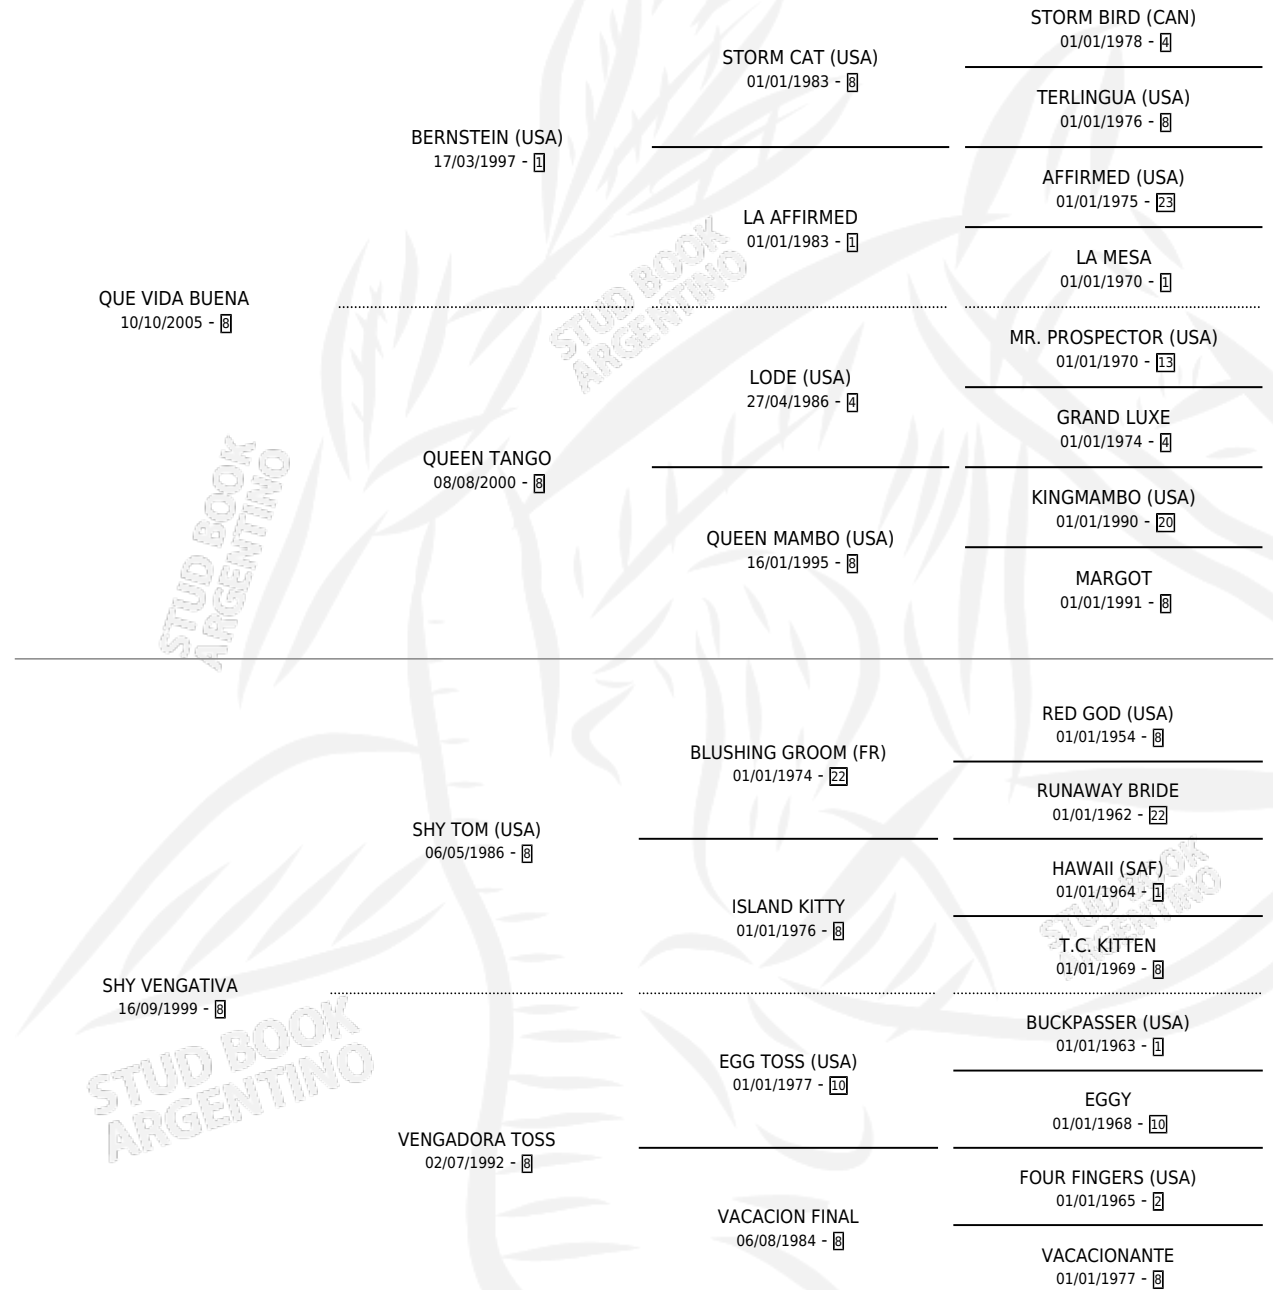 STORM BIRD (CAN)
01/01/1978 - 4
STORM CAT (USA)
01/01/1983 - 8
TERLINGUA (USA)
01/01/1976 - 8
BERNSTEIN (USA)
17/03/1997 - 1
AFFIRMED (USA)
01/01/1975 - 23
LA AFFIRMED
01/01/1983 - 1
LA MESA
01/01/1970 - 1
QUE VIDA BUENA
10/10/2005 - 8
MR. PROSPECTOR (USA)
01/01/1970 - 13
LODE (USA)
27/04/1986 - 4
GRAND LUXE
01/01/1974 - 4
QUEEN TANGO
08/08/2000 - 8
KINGMAMBO (USA)
01/01/1990 - 20
QUEEN MAMBO (USA)
16/01/1995 - 8
MARGOT
01/01/1991 - 8
STUD BOOK
ARGENTINO
STUD BOOK
ARGENTINO
RED GOD (USA)
01/01/1954 - 8
BLUSHING GROOM (FR)
01/01/1974 - 22
RUNAWAY BRIDE
01/01/1962 - 22
SHY TOM (USA)
06/05/1986 - 8
HAWAII (SAF)
01/01/1964 - 1
ISLAND KITTY
01/01/1976 - 8
T.C. KITTEN
01/01/1969 - 8
SHY VENGATIVA
16/09/1999 - 8
BUCKPASSER (USA)
01/01/1963 - 1
EGG TOSS (USA)
01/01/1977 - 10
EGGY
01/01/1968 - 10
VENGADORA TOSS
02/07/1992 - 8
FOUR FINGERS (USA)
01/01/1965 - 2
VACACION FINAL
06/08/1984 - 8
VACACIONANTE
01/01/1977 - 8
STUD BOOK
ARGENTINO
STUD BOOK
ARGENTINO